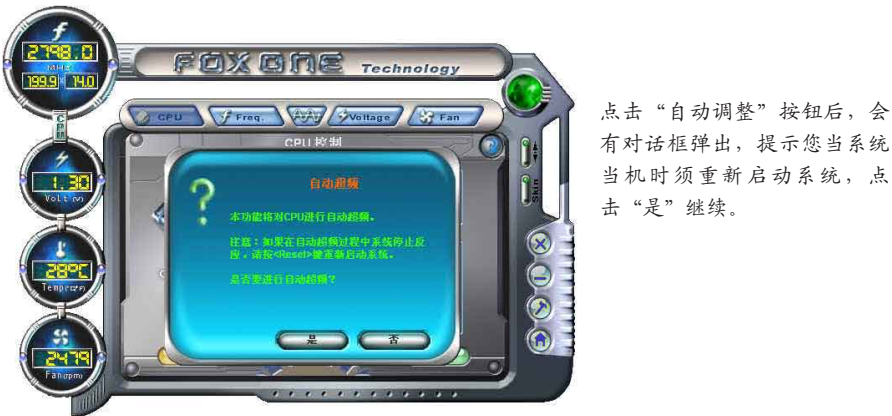 2798.0
MHz
199.9 × 14.0
CPU
1.30
Volt (V)
28°C
2479
Fan(rpm)
FOX ONE Technology
CPU
Freq.
Voltage
Fan
CPU 控制
Skin
自动超频
本功能将对CPU进行自动超频。
注意：如果在自动超频过程中系统停止反
应。请按<Reset>键重新启动系统。
是否要进行自动超频？
是
否
点击“自动调整”按钮后，会
有对话框弹出，提示您当系统
当机时须重新启动系统，点
击“是”继续。